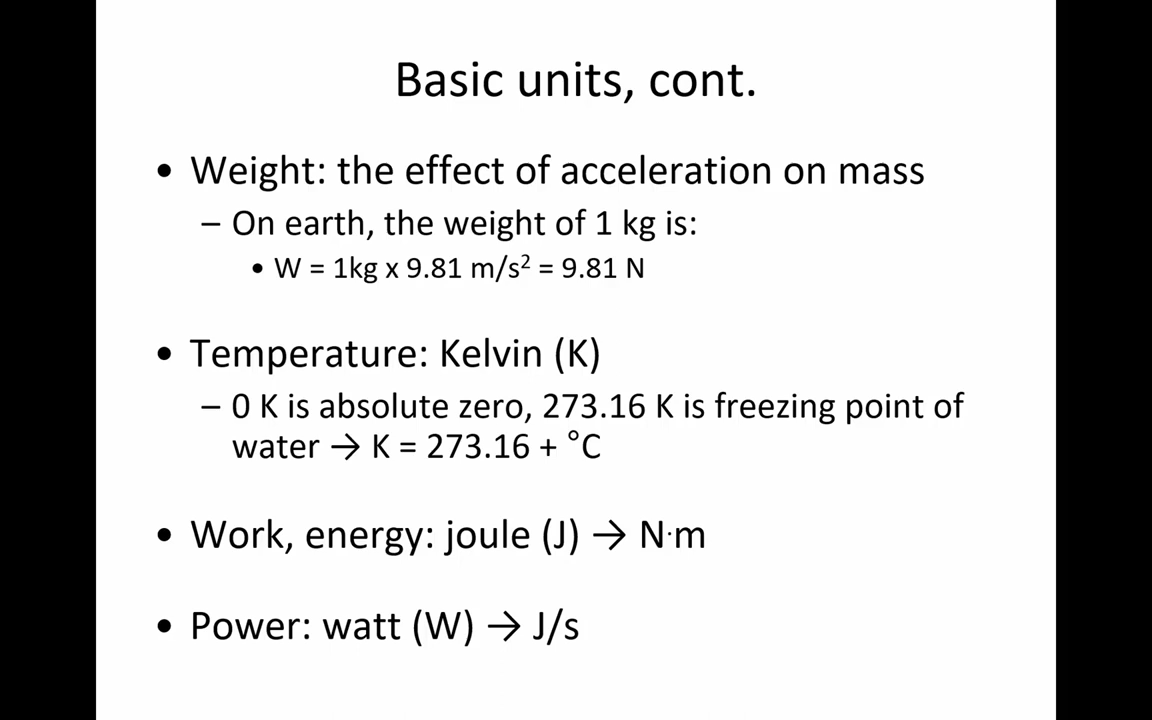 Basic units, cont.
• Weight: the effect of acceleration on mass
– On earth, the weight of 1 kg is:
• W = 1kg x 9.81 m/s² = 9.81 N
• Temperature: Kelvin (K)
– 0 K is absolute zero, 273.16 K is freezing point of
water → K = 273.16 + °C
• Work, energy: joule (J) → N·m
• Power: watt (W) → J/s